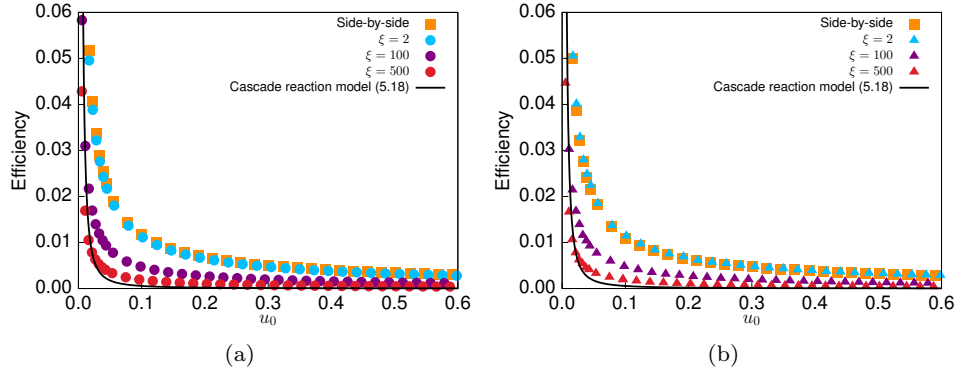 Side-by-side
ξ = 2
ξ = 100
ξ = 500
Cascade reaction model (5.18)
Efficiency
0.06
0.05
0.04
0.03
0.02
0.01
0.00
0.0 0.1 0.2 0.3 0.4 0.5 0.6
u₀
(a)
Side-by-side
ξ = 2
ξ = 100
ξ = 500
Cascade reaction model (5.18)
Efficiency
0.06
0.05
0.04
0.03
0.02
0.01
0.00
0.0 0.1 0.2 0.3 0.4 0.5 0.6
u₀
(b)